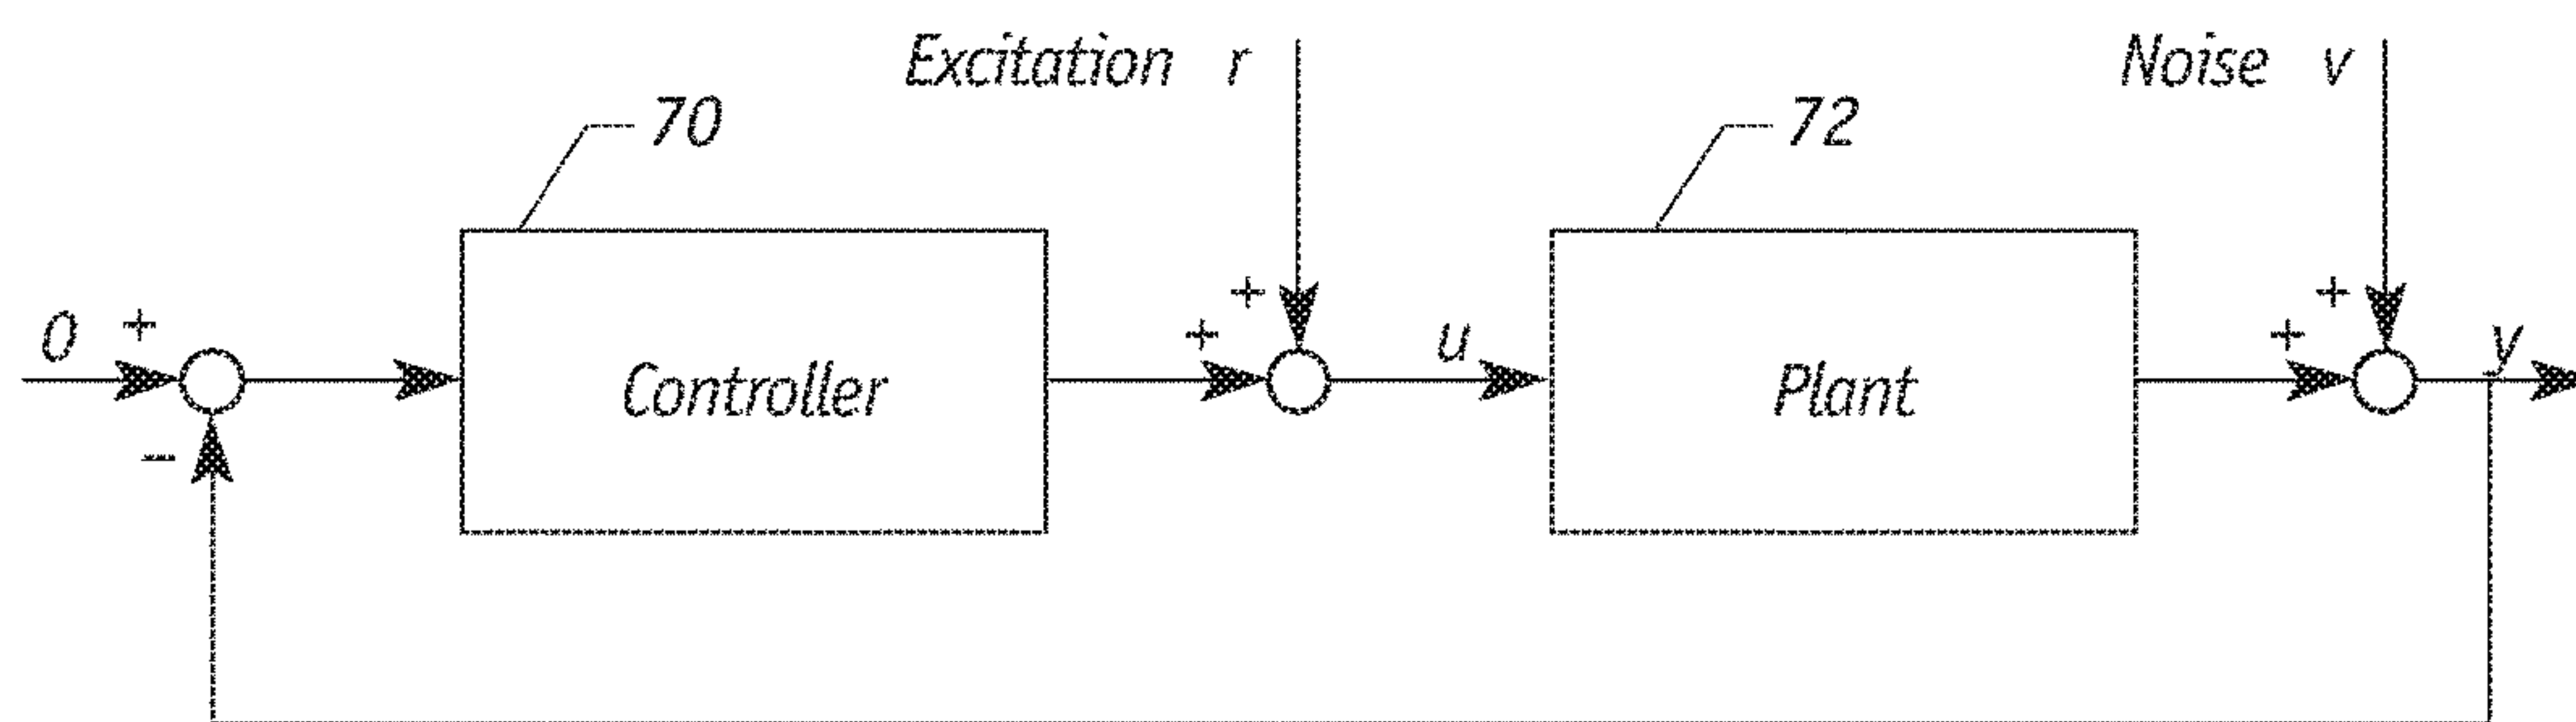 Excitation r
Noise v
70
72
0 +
+
+
u
+
+
y
Controller
Plant
−